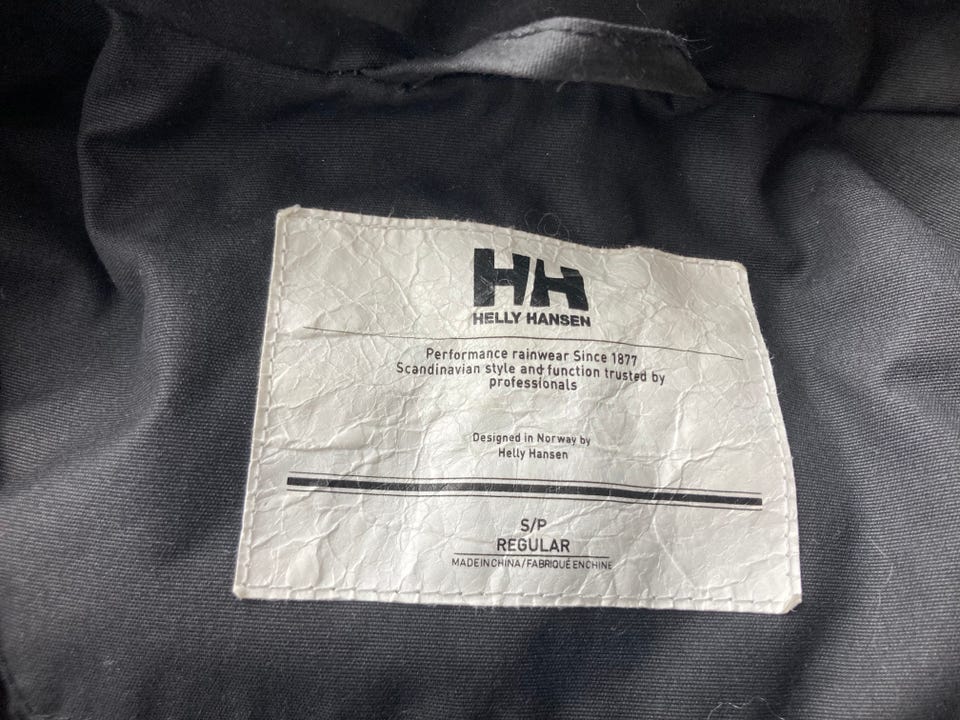 HH
HELLY HANSEN
Performance rainwear Since 1877
Scandinavian style and function trusted by
professionals
Designed in Norway by
Helly Hansen
S/P
REGULAR
MADE IN CHINA/FABRIQUÉ EN CHINE